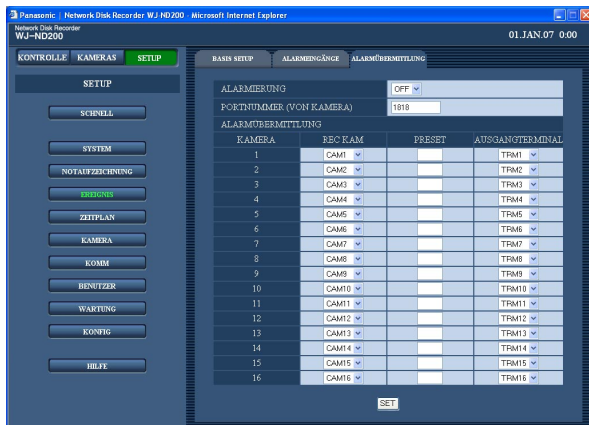 Panasonic | Network Disk Recorder WJ-ND200 - Microsoft Internet Explorer
Network Disk Recorder
WJ-ND200
01.JAN.07 0:00
KONTROLLE KAMERAS SETUP
BASIS SETUP ALARMEINGÄNGE ALARMÜBERMITTLUNG
SETUP
SCHNELL
SYSTEM
NOTAUFZEICHNUNG
EREIGNIS
ZEITPLAN
KAMERA
KOMM
BENUTZER
WARTUNG
KONFIG
HILFE
ALARMIERUNG OFF
PORTNUMMER (VON KAMERA) 1818
ALARMÜBERMITTLUNG
KAMERA REC KAM PRESET AUSGANGTERMINAL
1 CAM1 TRM1
2 CAM2 TRM2
3 CAM3 TRM3
4 CAM4 TRM4
5 CAM5 TRM5
6 CAM6 TRM6
7 CAM7 TRM7
8 CAM8 TRM8
9 CAM9 TRM9
10 CAM10 TRM10
11 CAM11 TRM11
12 CAM12 TRM12
13 CAM13 TRM13
14 CAM14 TRM14
15 CAM15 TRM15
16 CAM16 TRM16
SET